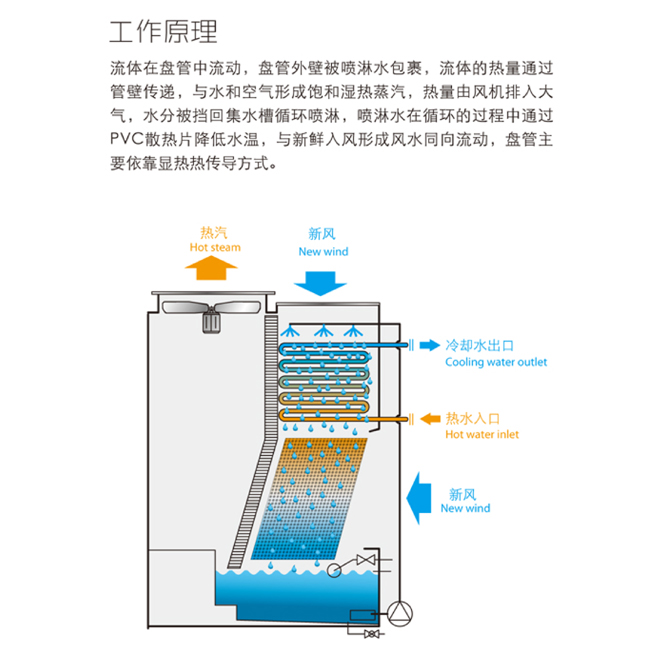 工作原理
流体在盘管中流动，盘管外壁被喷淋水包裹，流体的热量通过
管壁传递，与水和空气形成饱和湿热蒸汽，热量由风机排入大
气，水分被挡回集水槽循环喷淋，喷淋水在循环的过程中通过
PVC散热片降低水温，与新鲜入风形成风水同向流动，盘管主
要依靠显热热传导方式。
热汽
Hot steam
新风
New wind
冷却水出口
Cooling water outlet
热水入口
Hot water inlet
新风
New wind